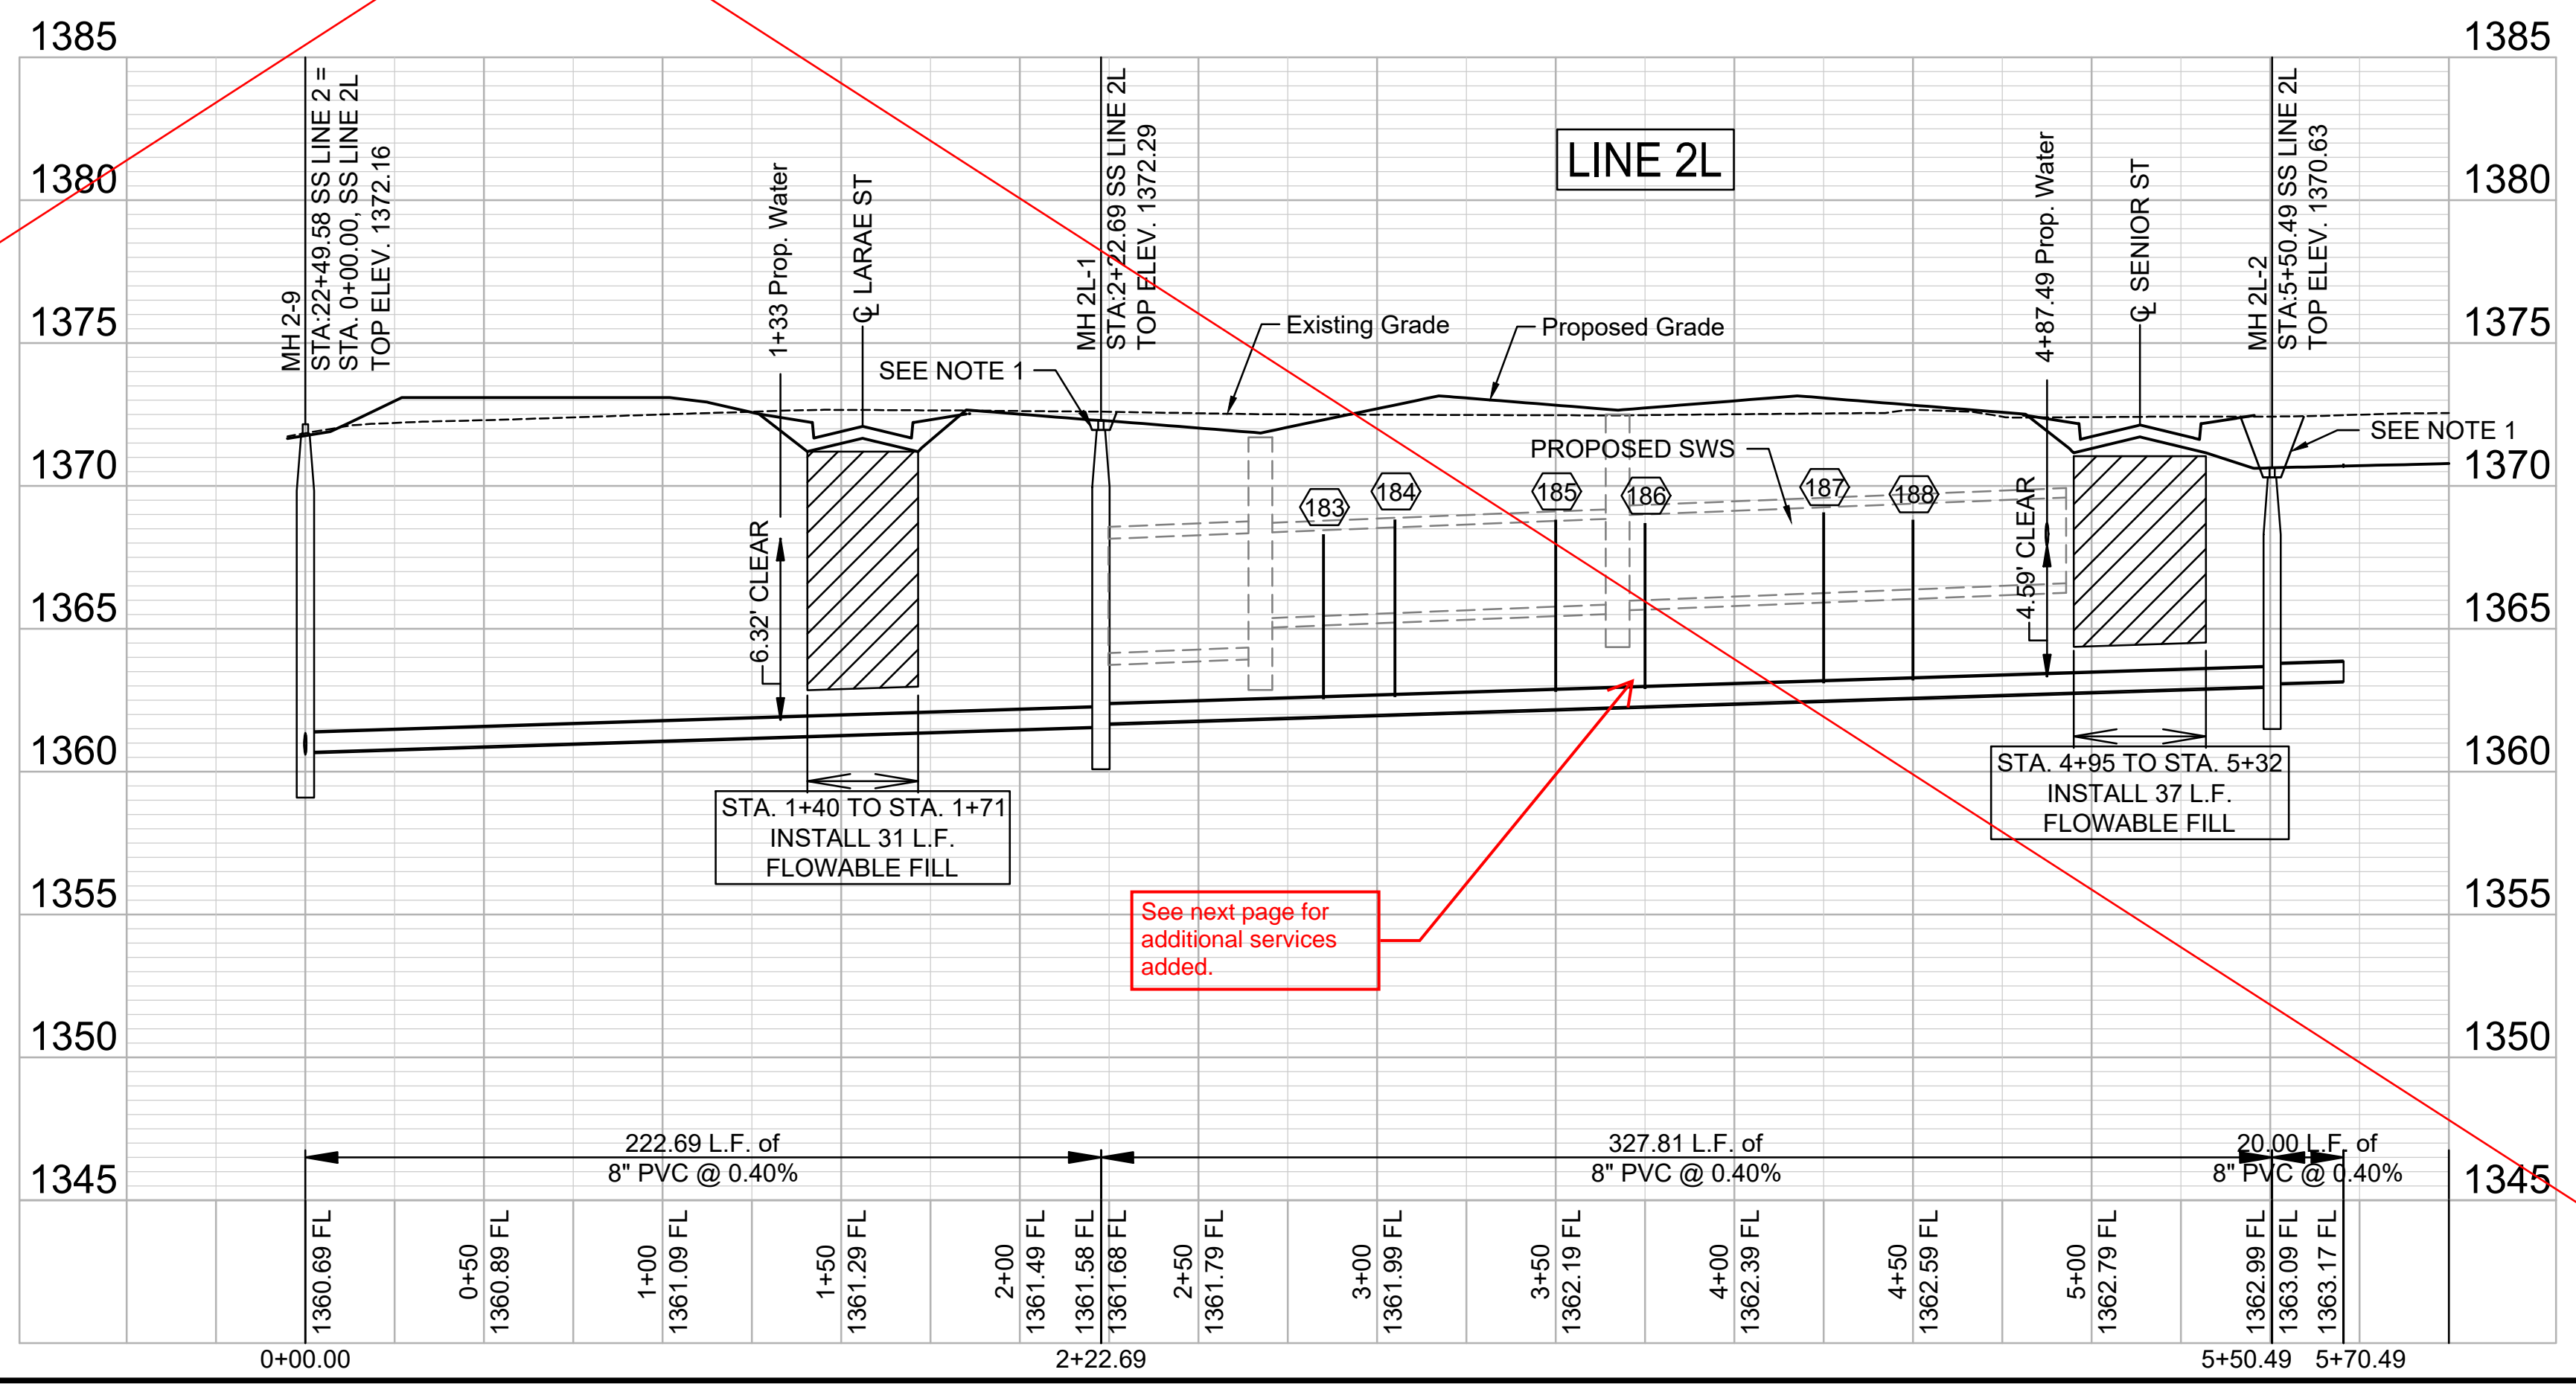 1385
1380
1375
1370
1365
1360
1355
1350
1345
1385
1380
1375
1370
1365
1360
1355
1350
1345
MH 2-9
STA:22+49.58 SS LINE 2 =
STA. 0+00.00, SS LINE 2L
TOP ELEV. 1372.16
1+33 Prop. Water
℄ LARAE ST
MH 2L-1
STA:2+22.69 SS LINE 2L
TOP ELEV. 1372.29
LINE 2L
4+87.49 Prop. Water
℄ SENIOR ST
MH 2L-2
STA:5+50.49 SS LINE 2L
TOP ELEV. 1370.63
SEE NOTE 1
Existing Grade
Proposed Grade
PROPOSED SWS
SEE NOTE 1
183
184
185
186
187
188
6.32' CLEAR
4.59' CLEAR
STA. 1+40 TO STA. 1+71
INSTALL 31 L.F.
FLOWABLE FILL
STA. 4+95 TO STA. 5+32
INSTALL 37 L.F.
FLOWABLE FILL
See next page for
additional services
added.
222.69 L.F. of
8" PVC @ 0.40%
327.81 L.F. of
8" PVC @ 0.40%
20.00 L.F. of
8" PVC @ 0.40%
1360.69 FL
0+50
1360.89 FL
1+00
1361.09 FL
1+50
1361.29 FL
2+00
1361.49 FL
1361.58 FL
1361.68 FL
2+50
1361.79 FL
3+00
1361.99 FL
3+50
1362.19 FL
4+00
1362.39 FL
4+50
1362.59 FL
5+00
1362.79 FL
1362.99 FL
1363.09 FL
1363.17 FL
0+00.00
2+22.69
5+50.49
5+70.49